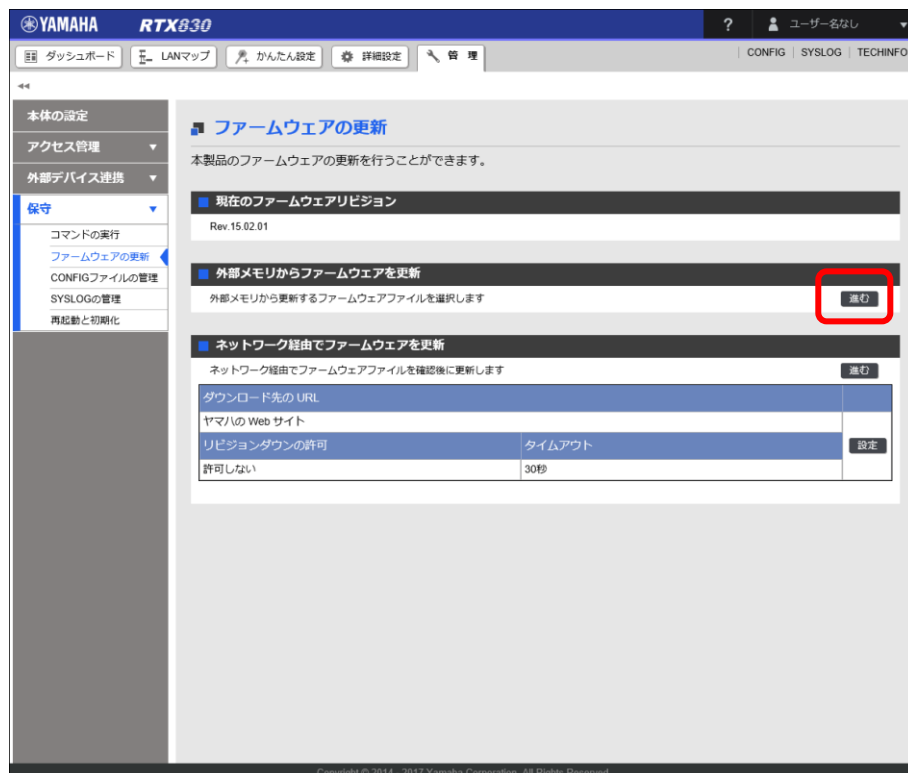 YAMAHA RTX830 ? ユーザー名なし ▼
ダッシュボード LANマップ かんたん設定 詳細設定 管理 CONFIG | SYSLOG | TECHINFO
◀◀
本体の設定
アクセス管理 ▼
外部デバイス連携 ▼
保守 ▼
コマンドの実行
ファームウェアの更新
CONFIGファイルの管理
SYSLOGの管理
再起動と初期化
ファームウェアの更新
本製品のファームウェアの更新を行うことができます。
現在のファームウェアリビジョン
Rev.15.02.01
外部メモリからファームウェアを更新
外部メモリから更新するファームウェアファイルを選択します 進む
ネットワーク経由でファームウェアを更新
ネットワーク経由でファームウェアファイルを確認後に更新します 進む
ダウンロード先の URL
ヤマハの Web サイト
リビジョンダウンの許可 タイムアウト 設定
許可しない 30秒
Copyright © 2014 - 2017 Yamaha Corporation. All Rights Reserved.